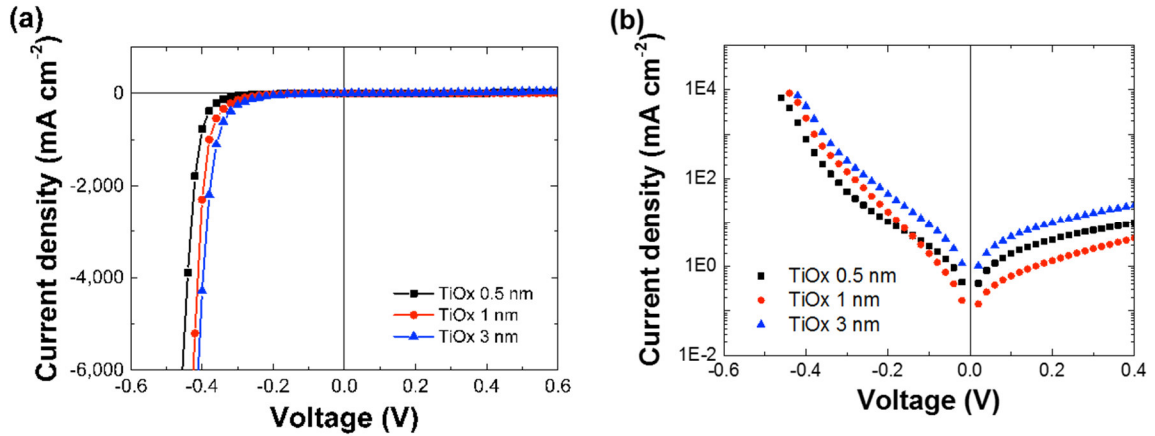 (a)
Current density (mA cm⁻²)
0
-2,000
-4,000
-6,000
TiOx 0.5 nm
TiOx 1 nm
TiOx 3 nm
-0.6 -0.4 -0.2 0.0 0.2 0.4 0.6
Voltage (V)
(b)
Current density (mA cm⁻²)
1E4
1E2
1E0
1E-2
TiOx 0.5 nm
TiOx 1 nm
TiOx 3 nm
-0.6 -0.4 -0.2 0.0 0.2 0.4
Voltage (V)